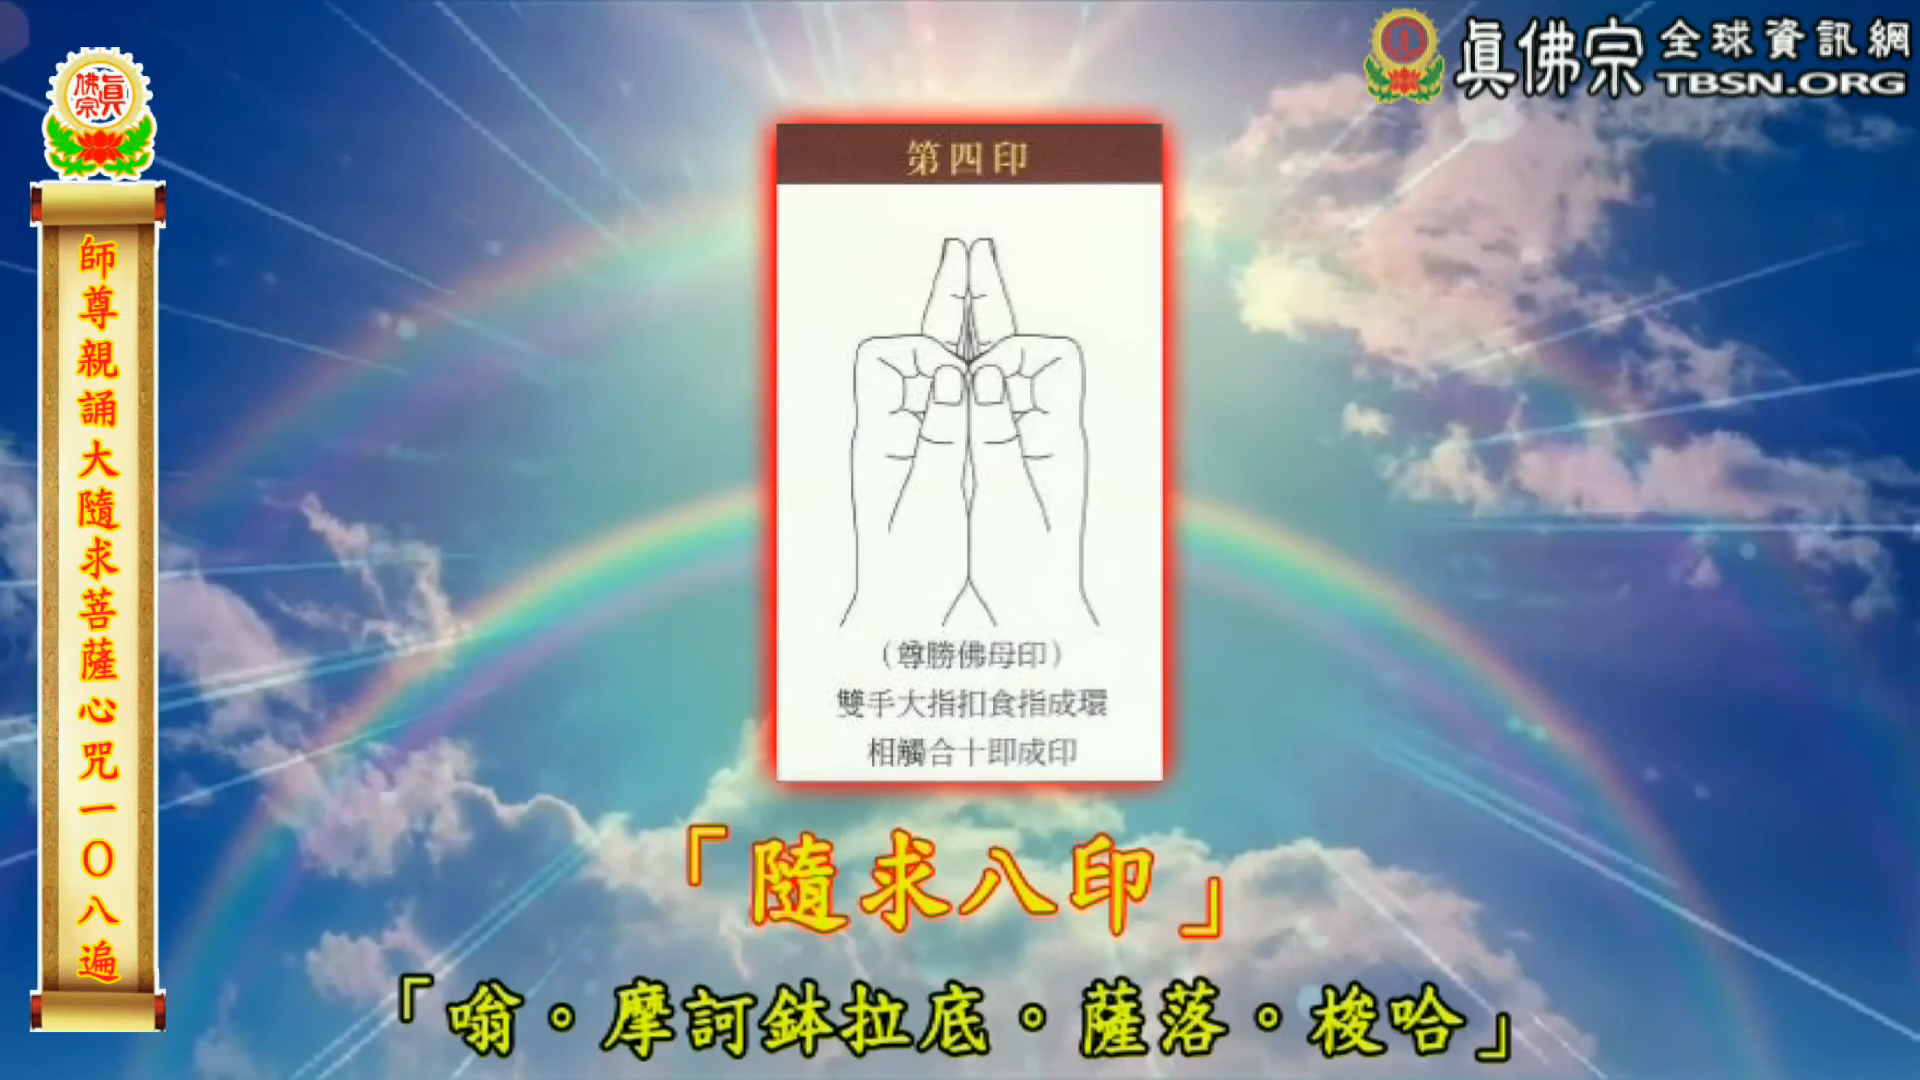 真佛宗
師尊親誦大隨求菩薩心咒一〇八遍
眞佛宗 全球資訊網
TBSN.ORG
第四印
（尊勝佛母印）
雙手大指扣食指成環
相觸合十即成印
「隨求八印」
「嗡。摩訶鉢拉底。薩落。梭哈」